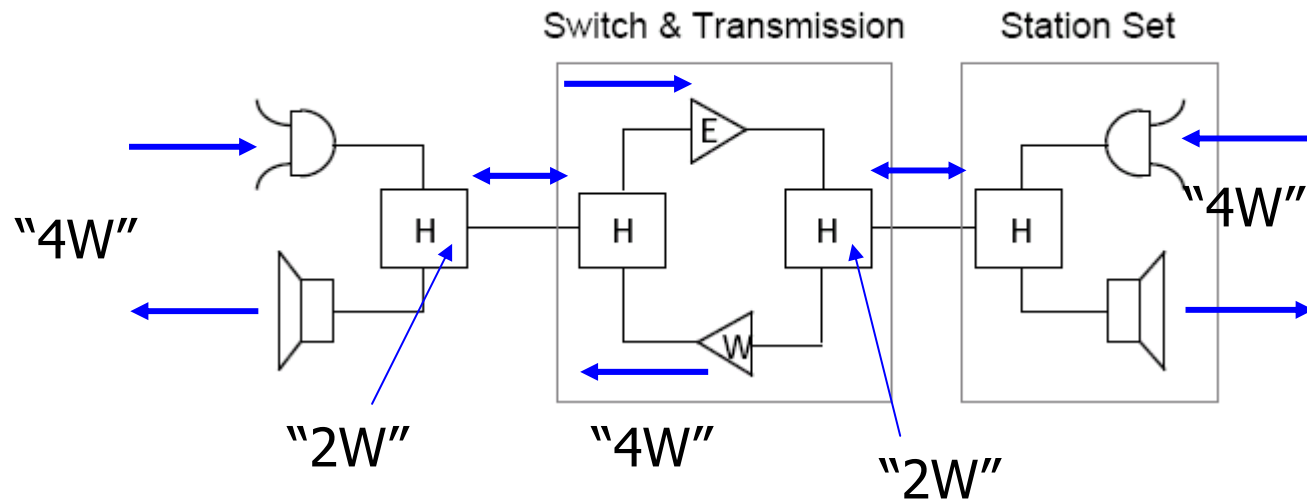 Switch & Transmission
Station Set
E
“4W”
H
H
H
H
“4W”
W
“2W”
“4W”
“2W”